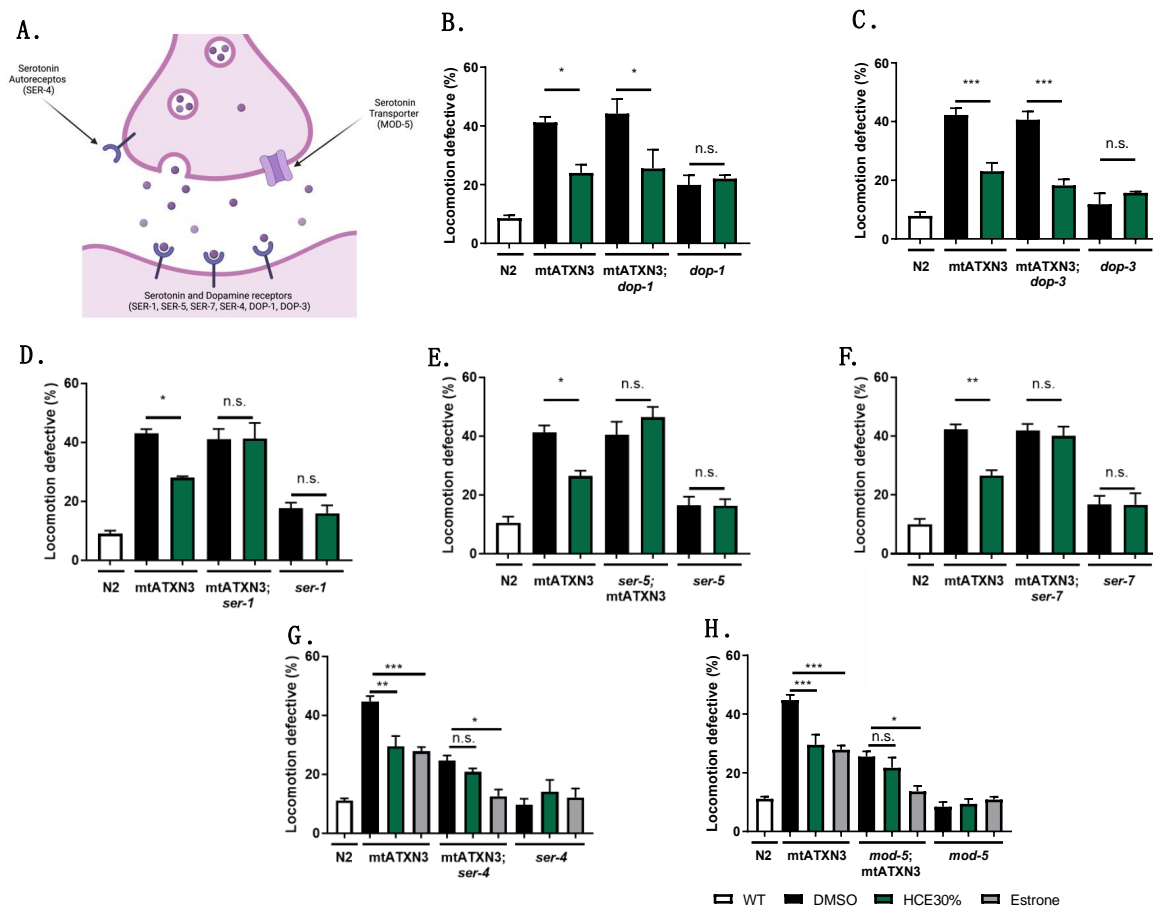 A.
Serotonin
Autoreceptos
(SER-4)
Serotonin
Transporter
(MOD-5)
Serotonin and Dopamine receptors
(SER-1, SER-5, SER-7, SER-4, DOP-1, DOP-3)
B.
Locomotion defective (%)
60
40
20
0
*
*
n.s.
N2
mtATXN3
mtATXN3;
dop-1
dop-1
C.
Locomotion defective (%)
60
40
20
0
***
***
n.s.
N2
mtATXN3
mtATXN3;
dop-3
dop-3
D.
Locomotion defective (%)
60
40
20
0
*
n.s.
n.s.
N2
mtATXN3
mtATXN3;
ser-1
ser-1
E.
Locomotion defective (%)
60
40
20
0
*
n.s.
n.s.
N2
mtATXN3
ser-5;
mtATXN3
ser-5
F.
Locomotion defective (%)
60
40
20
0
**
n.s.
n.s.
N2
mtATXN3
mtATXN3;
ser-7
ser-7
G.
Locomotion defective (%)
60
40
20
0
***
**
*
n.s.
N2
mtATXN3
mtATXN3;
ser-4
ser-4
H.
Locomotion defective (%)
60
40
20
0
***
***
*
n.s.
N2
mtATXN3
mod-5;
mtATXN3
mod-5
WT DMSO HCE30% Estrone